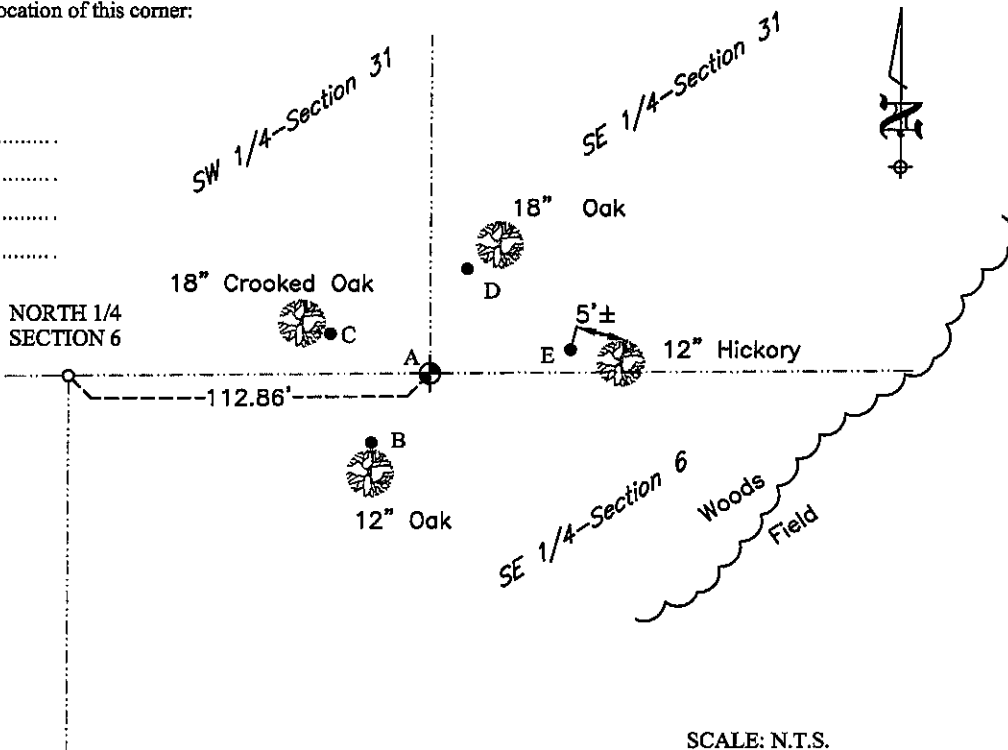 ocation of this corner:
SW 1/4-Section 31
SE 1/4-Section 31
N
18" Oak
18" Crooked Oak
D
NORTH 1/4
SECTION 6
C
A
5'±
E
12" Hickory
112.86'
B
12" Oak
SE 1/4-Section 6
Woods
Field
SCALE: N.T.S.